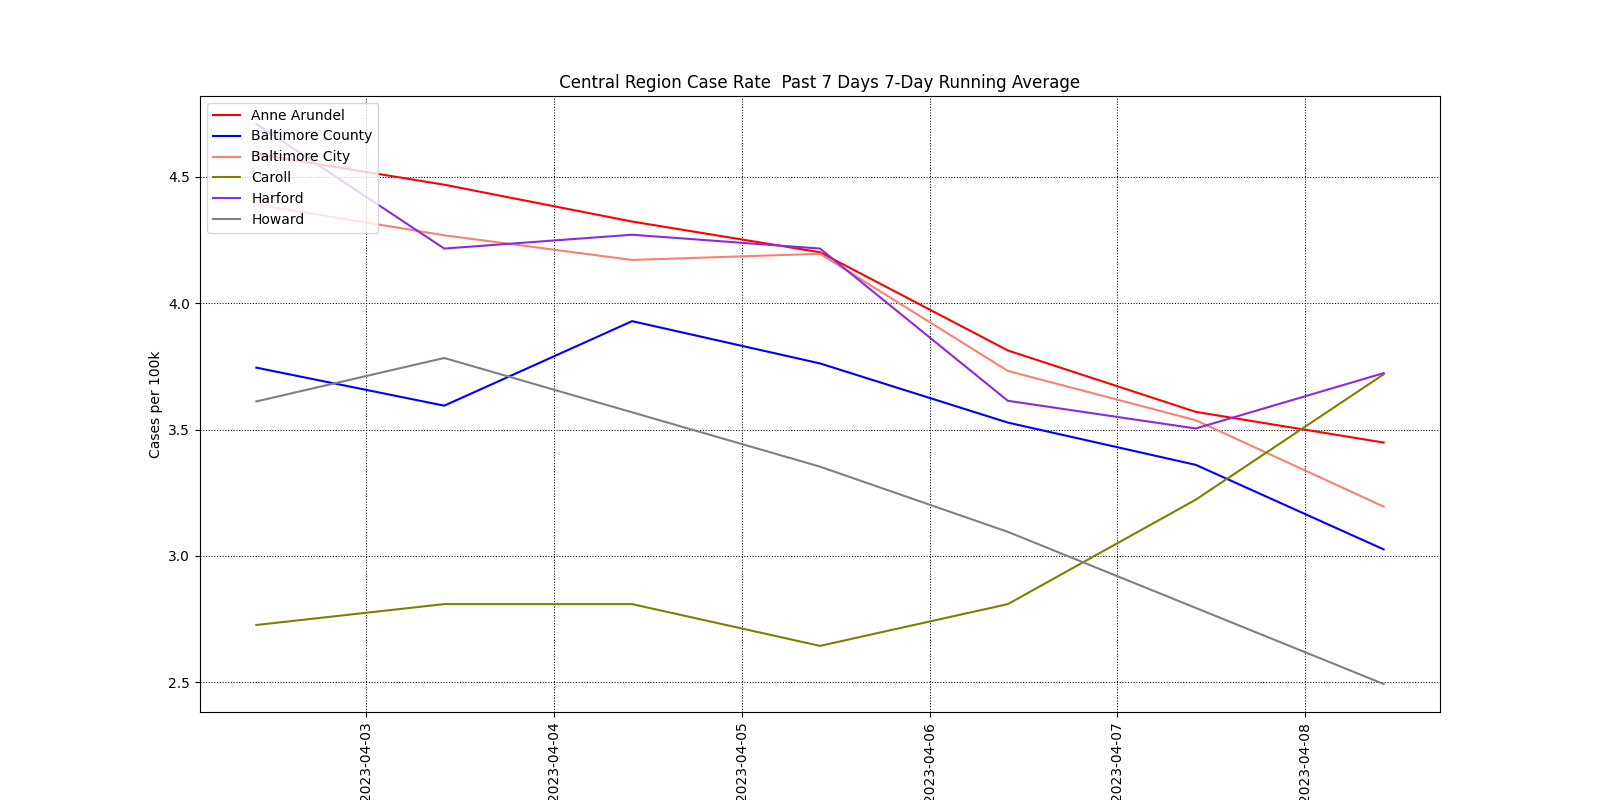 Central Region Case Rate  Past 7 Days 7-Day Running Average
Anne Arundel
Baltimore County
Baltimore City
Caroll
Harford
Howard
Cases per 100k
4.5
4.0
3.5
3.0
2.5
2023-04-03
2023-04-04
2023-04-05
2023-04-06
2023-04-07
2023-04-08